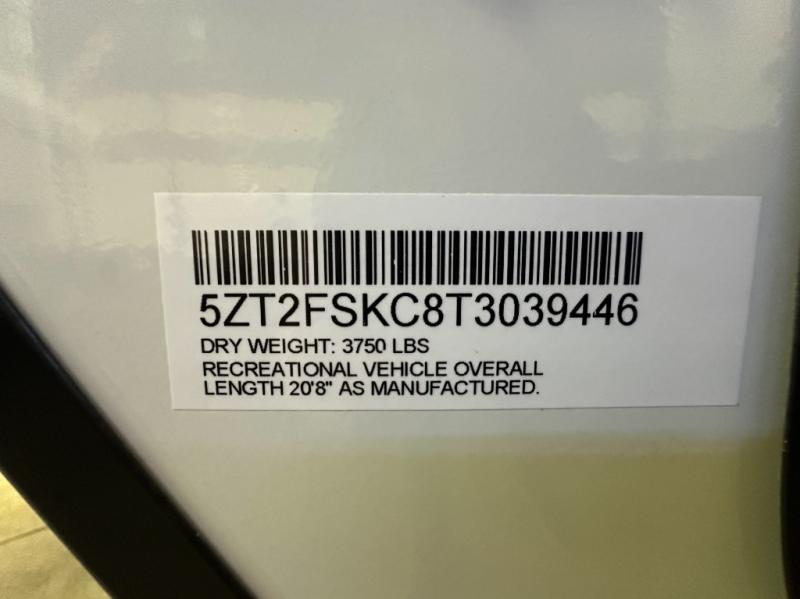 5ZT2FSKC8T3039446
DRY WEIGHT: 3750 LBS
RECREATIONAL VEHICLE OVERALL
LENGTH 20'8" AS MANUFACTURED.